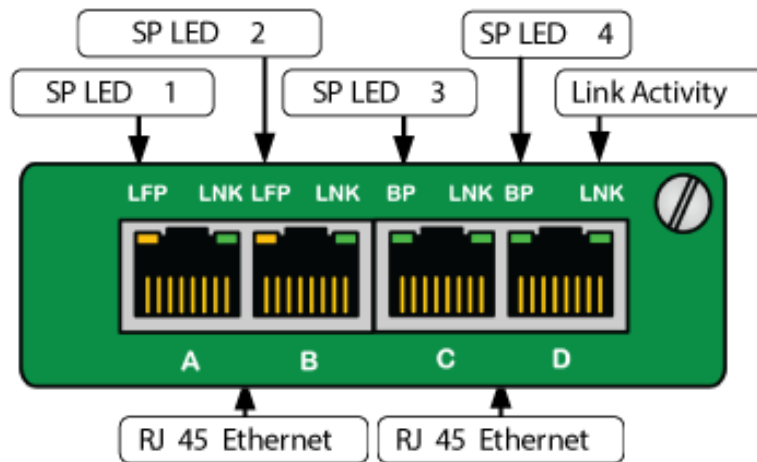 SP LED 2
SP LED 4
SP LED 1
SP LED 3
Link Activity
LFP LNK LFP LNK BP LNK BP LNK
A B C D
RJ 45 Ethernet RJ 45 Ethernet